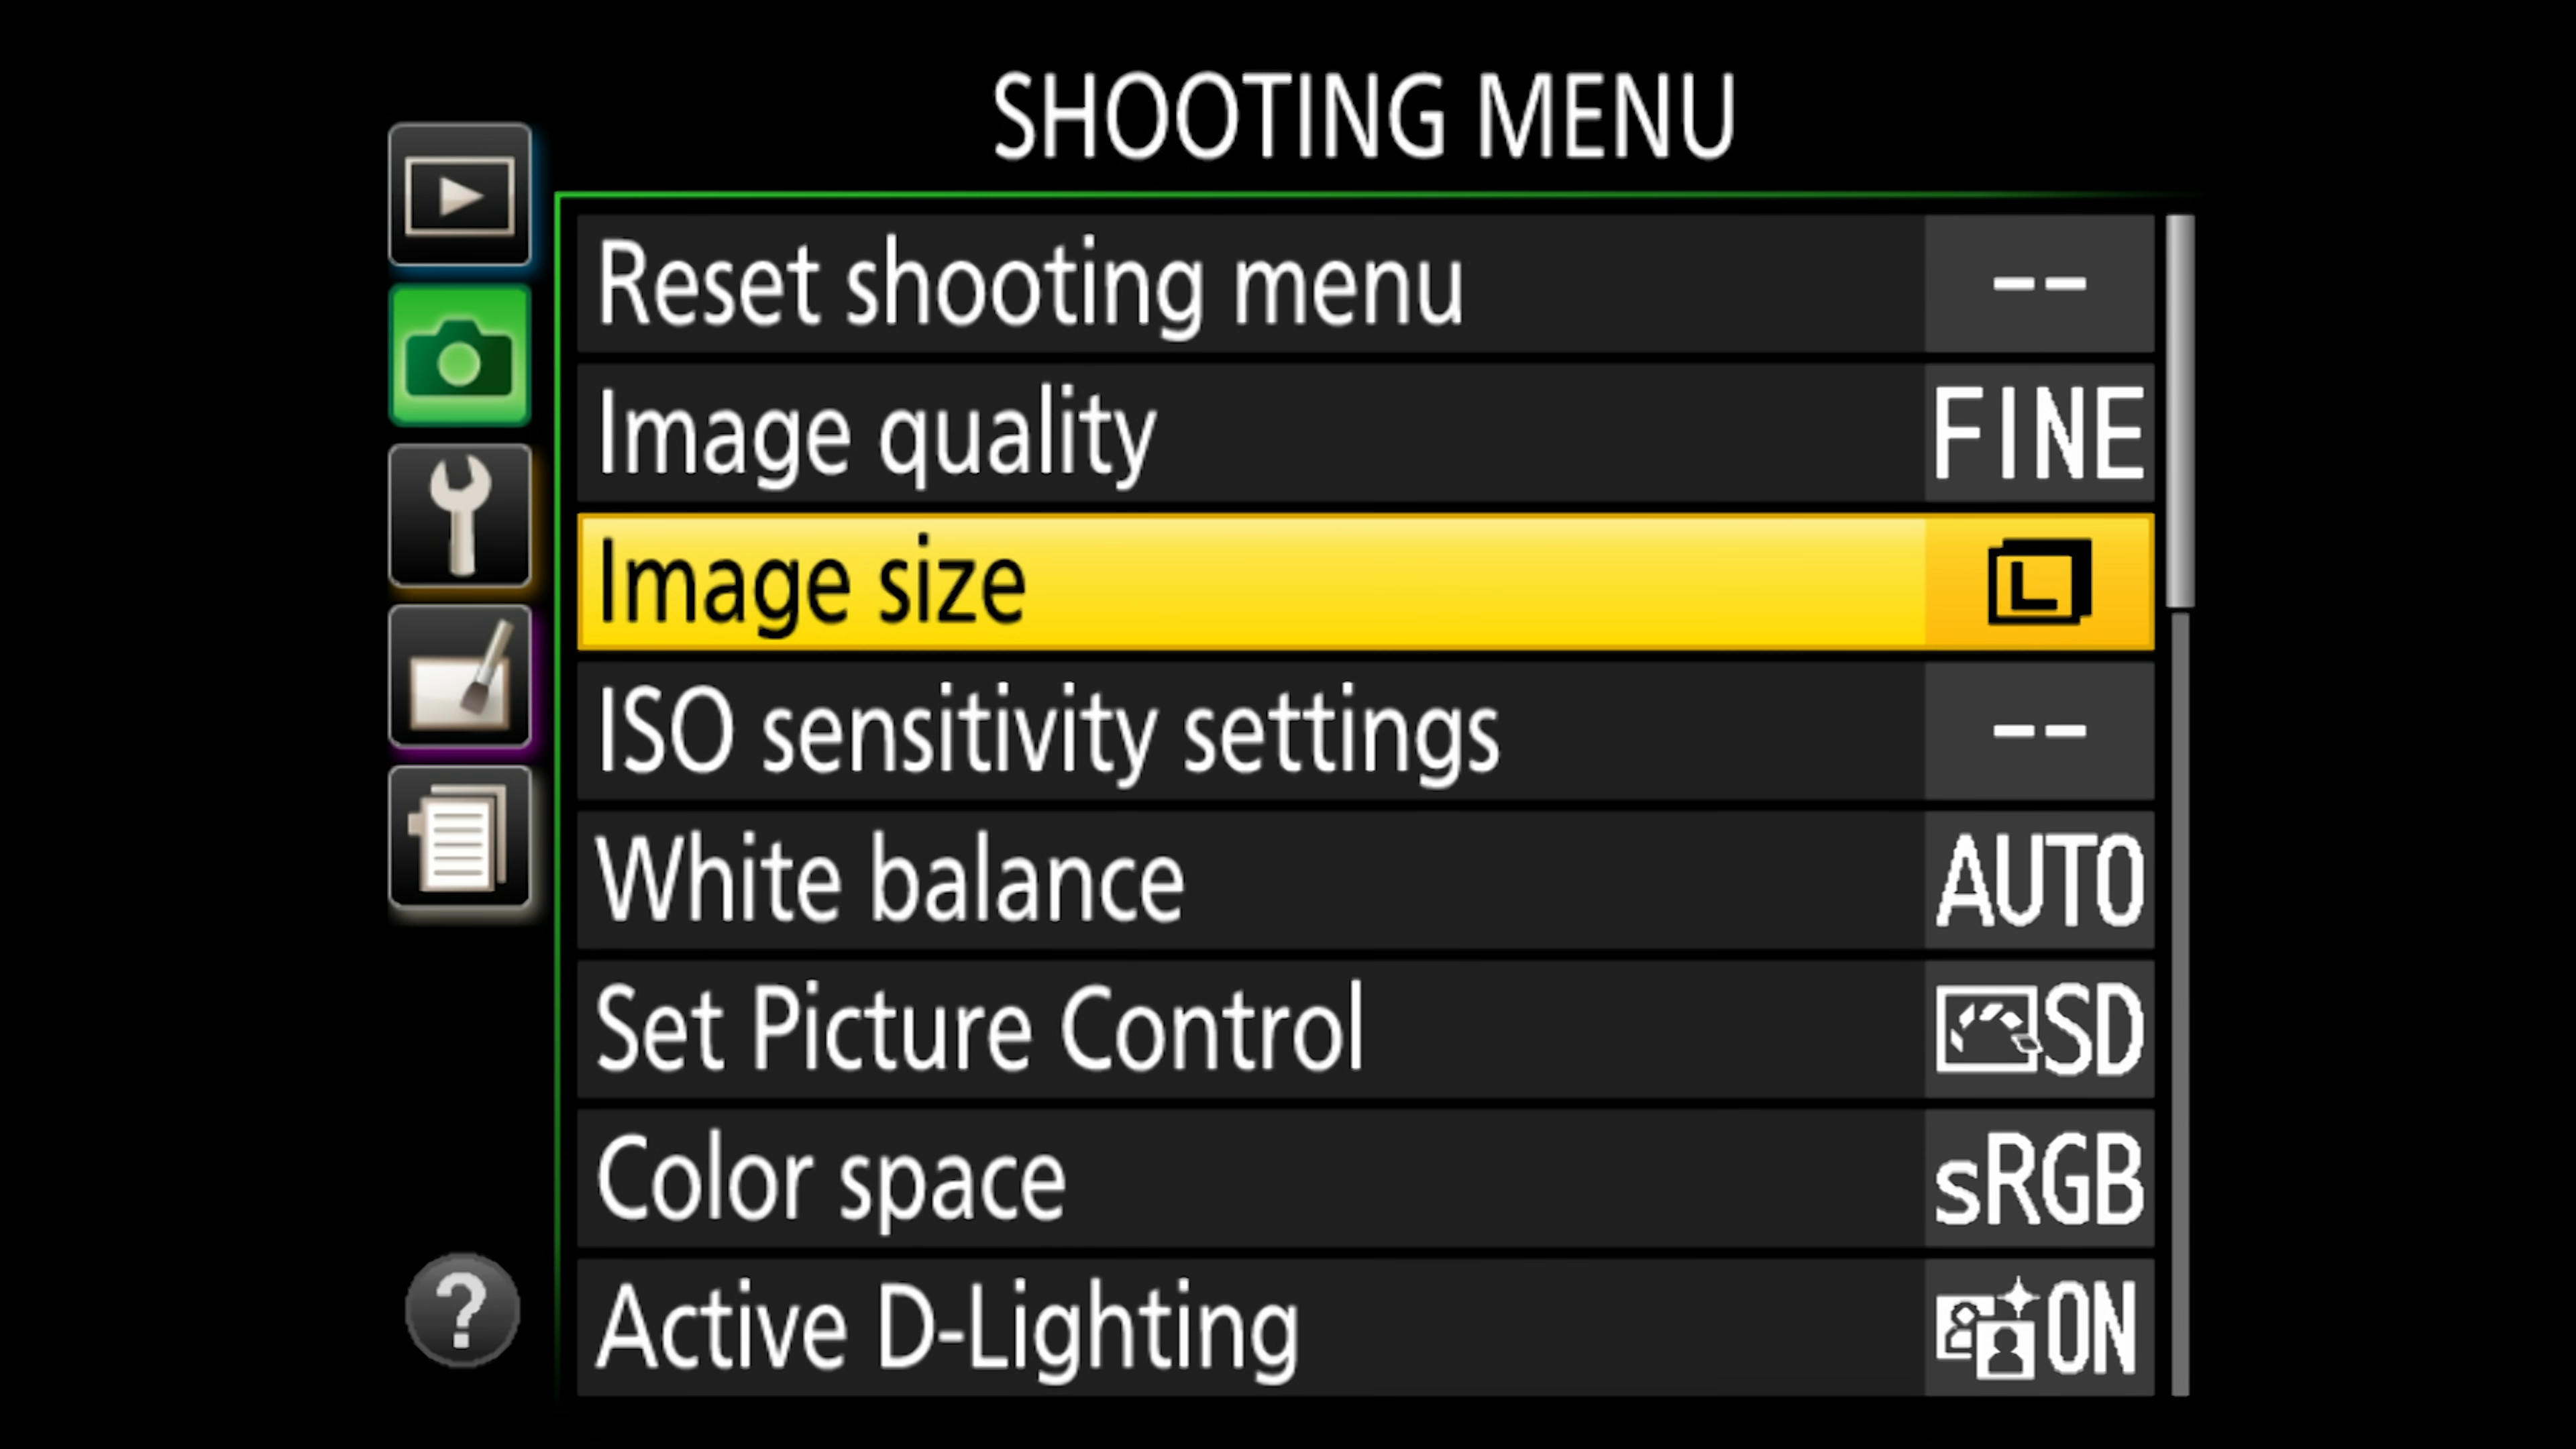 SHOOTING MENU
Reset shooting menu --
Image quality FINE
Image size L
ISO sensitivity settings --
White balance AUTO
Set Picture Control SD
Color space sRGB
Active D-Lighting ON
?